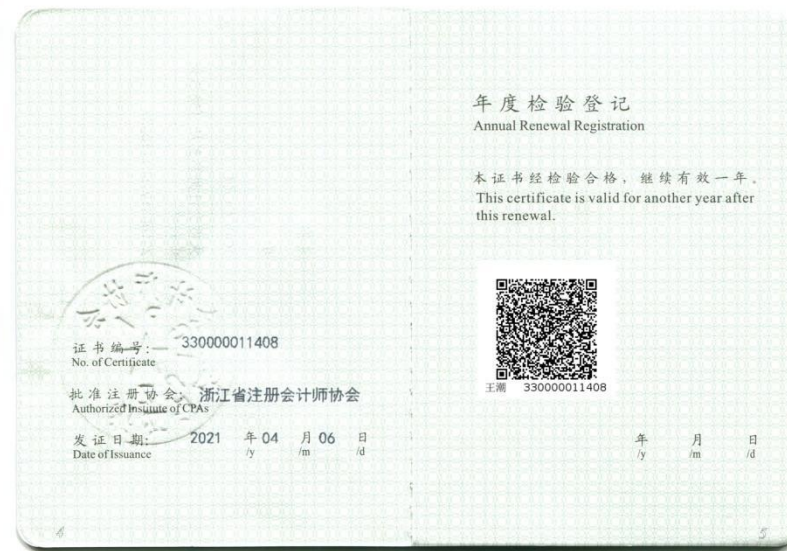 证书编号: 330000011408
No. of Certificate
批准注册协会: 浙江省注册会计师协会
Authorized Institute of CPAs
发证日期: 2021 年 04 月 06 日
Date of Issuance /y /m /d
4
年度检验登记
Annual Renewal Registration
本证书经检验合格，继续有效一年。
This certificate is valid for another year after
this renewal.
王潮 330000011408
年 月 日
/y /m /d
5